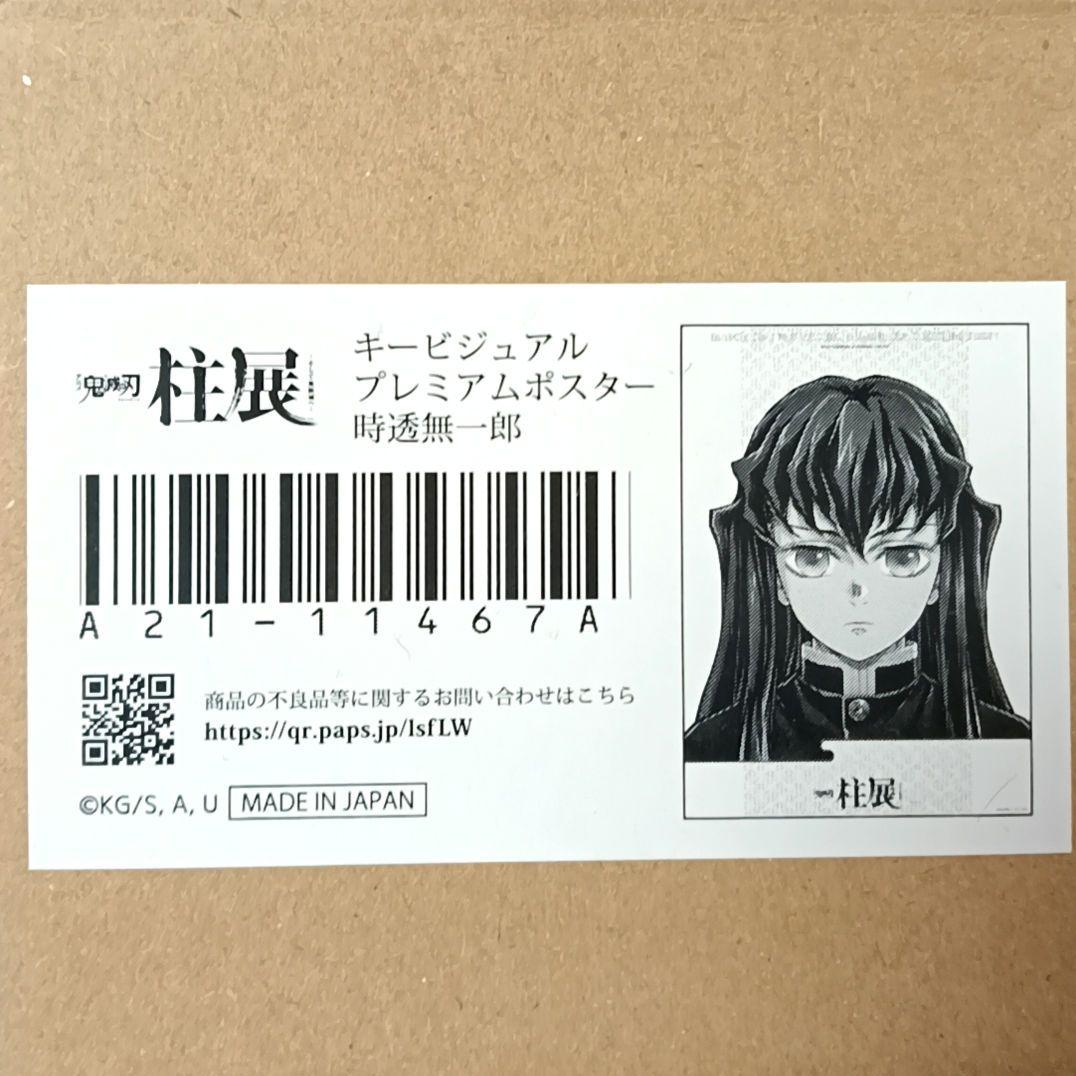 鬼滅の刃 柱展
キービジュアル
プレミアムポスター
時透無一郎
A21-11467A
商品の不良品等に関するお問い合わせはこちら
https://qr.paps.jp/lsfLW
©KG/S, A, U MADE IN JAPAN
柱展